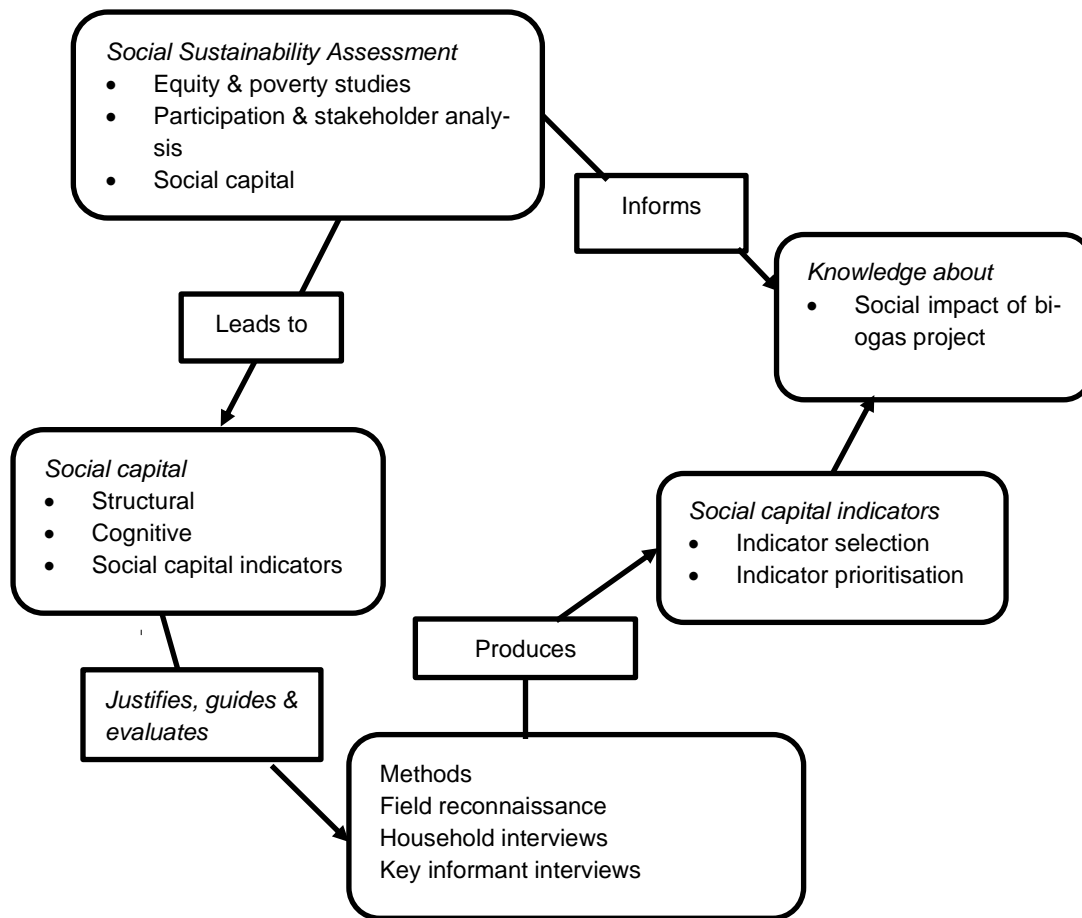 Social Sustainability Assessment
• Equity & poverty studies
• Participation & stakeholder analy-
sis
• Social capital
Informs
Knowledge about
• Social impact of bi-
ogas project
Leads to
Social capital
• Structural
• Cognitive
• Social capital indicators
Social capital indicators
• Indicator selection
• Indicator prioritisation
Produces
Justifies, guides &
evaluates
Methods
Field reconnaissance
Household interviews
Key informant interviews